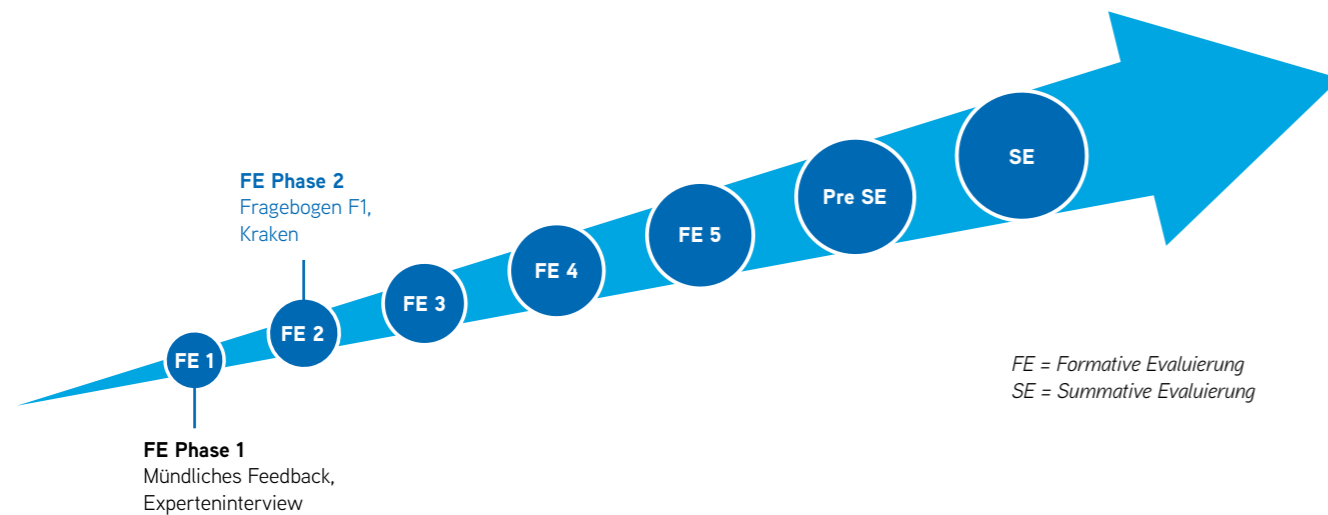 FE Phase 2
Fragebogen F1,
Kraken
FE 1
FE 2
FE 3
FE 4
FE 5
Pre SE
SE
FE Phase 1
Mündliches Feedback,
Experteninterview
FE = Formative Evaluierung
SE = Summative Evaluierung